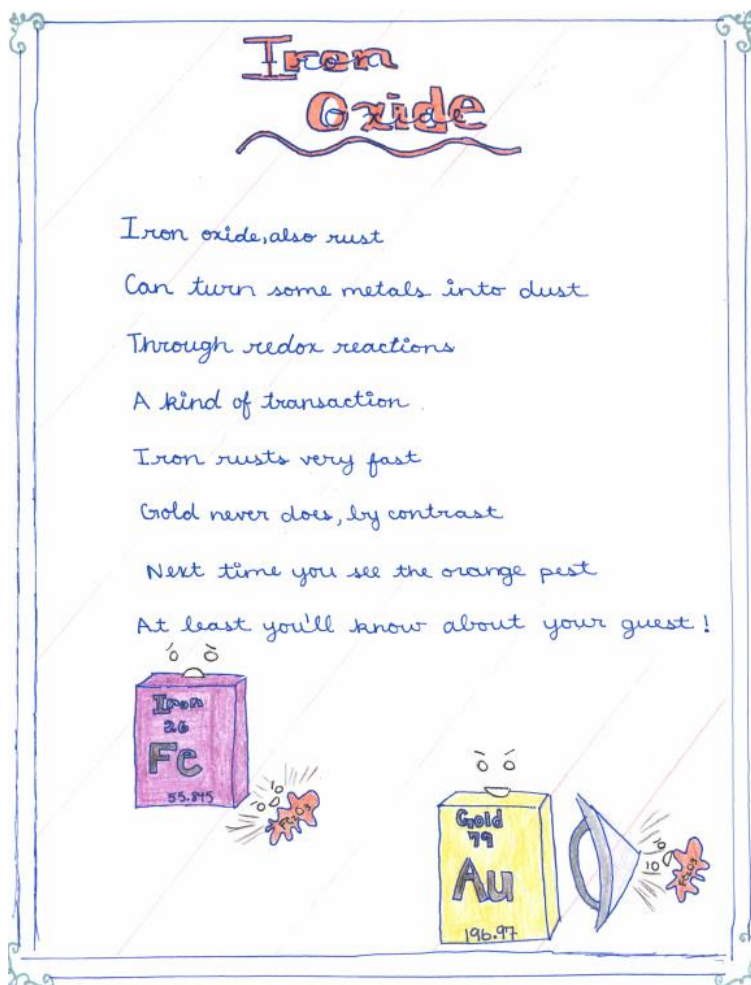 Iron
Oxide
Iron oxide, also rust
Can turn some metals into dust
Through redox reactions
A kind of transaction
Iron rusts very fast
Gold never does, by contrast
Next time you see the orange pest
At least you'll know about your guest!
Iron
26
Fe
55.845
Fe₂O₃
Gold
79
Au
196.97
Fe₂O₃